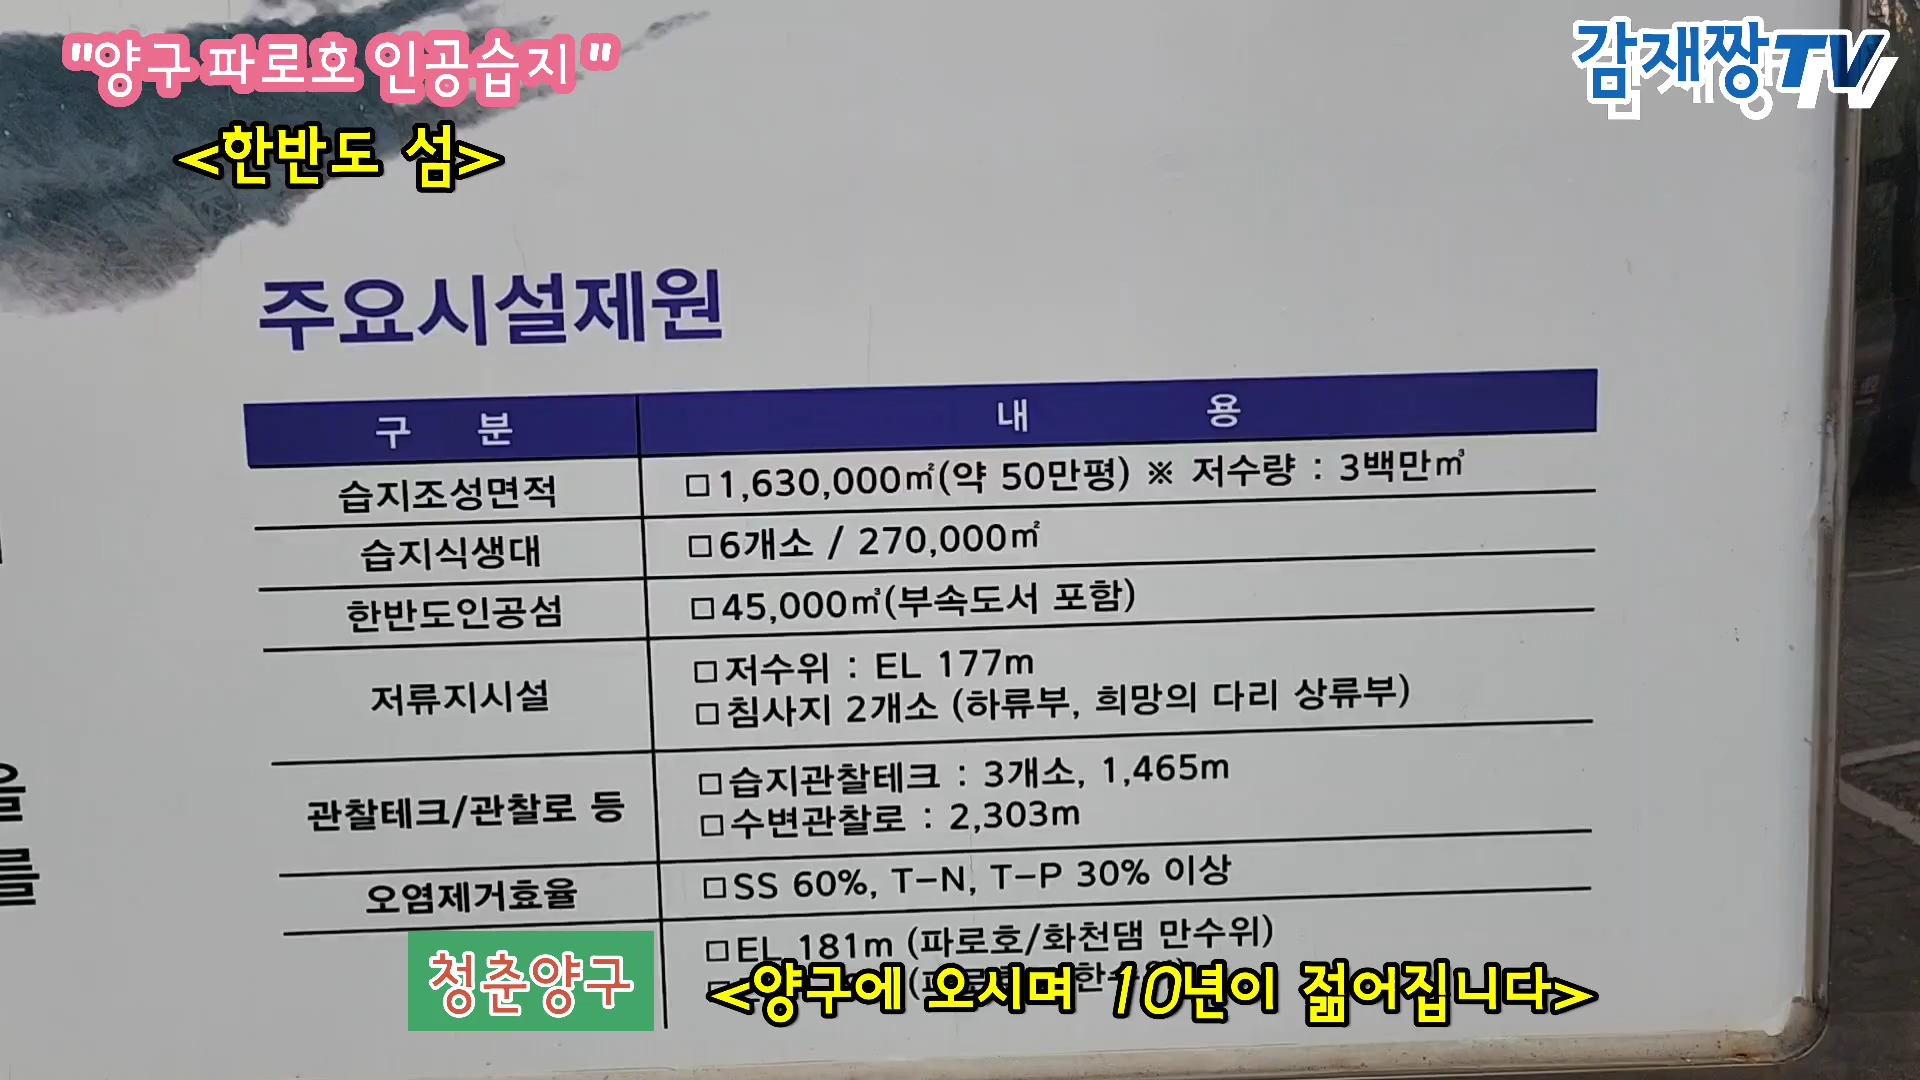 "양구 파로호 인공습지"
감재짱TV
<한반도 섬>
주요시설제원
구 분 내 용
습지조성면적 □1,630,000㎡(약 50만평) ※ 저수량 : 3백만㎥
습지식생대 □6개소 / 270,000㎡
한반도인공섬 □45,000㎥(부속도서 포함)
저류지시설 □저수위 : EL 177m
□침사지 2개소 (하류부, 희망의 다리 상류부)
관찰테크/관찰로 등 □습지관찰테크 : 3개소, 1,465m
□수변관찰로 : 2,303m
오염제거효율 □SS 60%, T-N, T-P 30% 이상
□EL 181m (파로호/화천댐 만수위)
청춘양구
<양구에 오시며 10년이 젊어집니다>
을
를